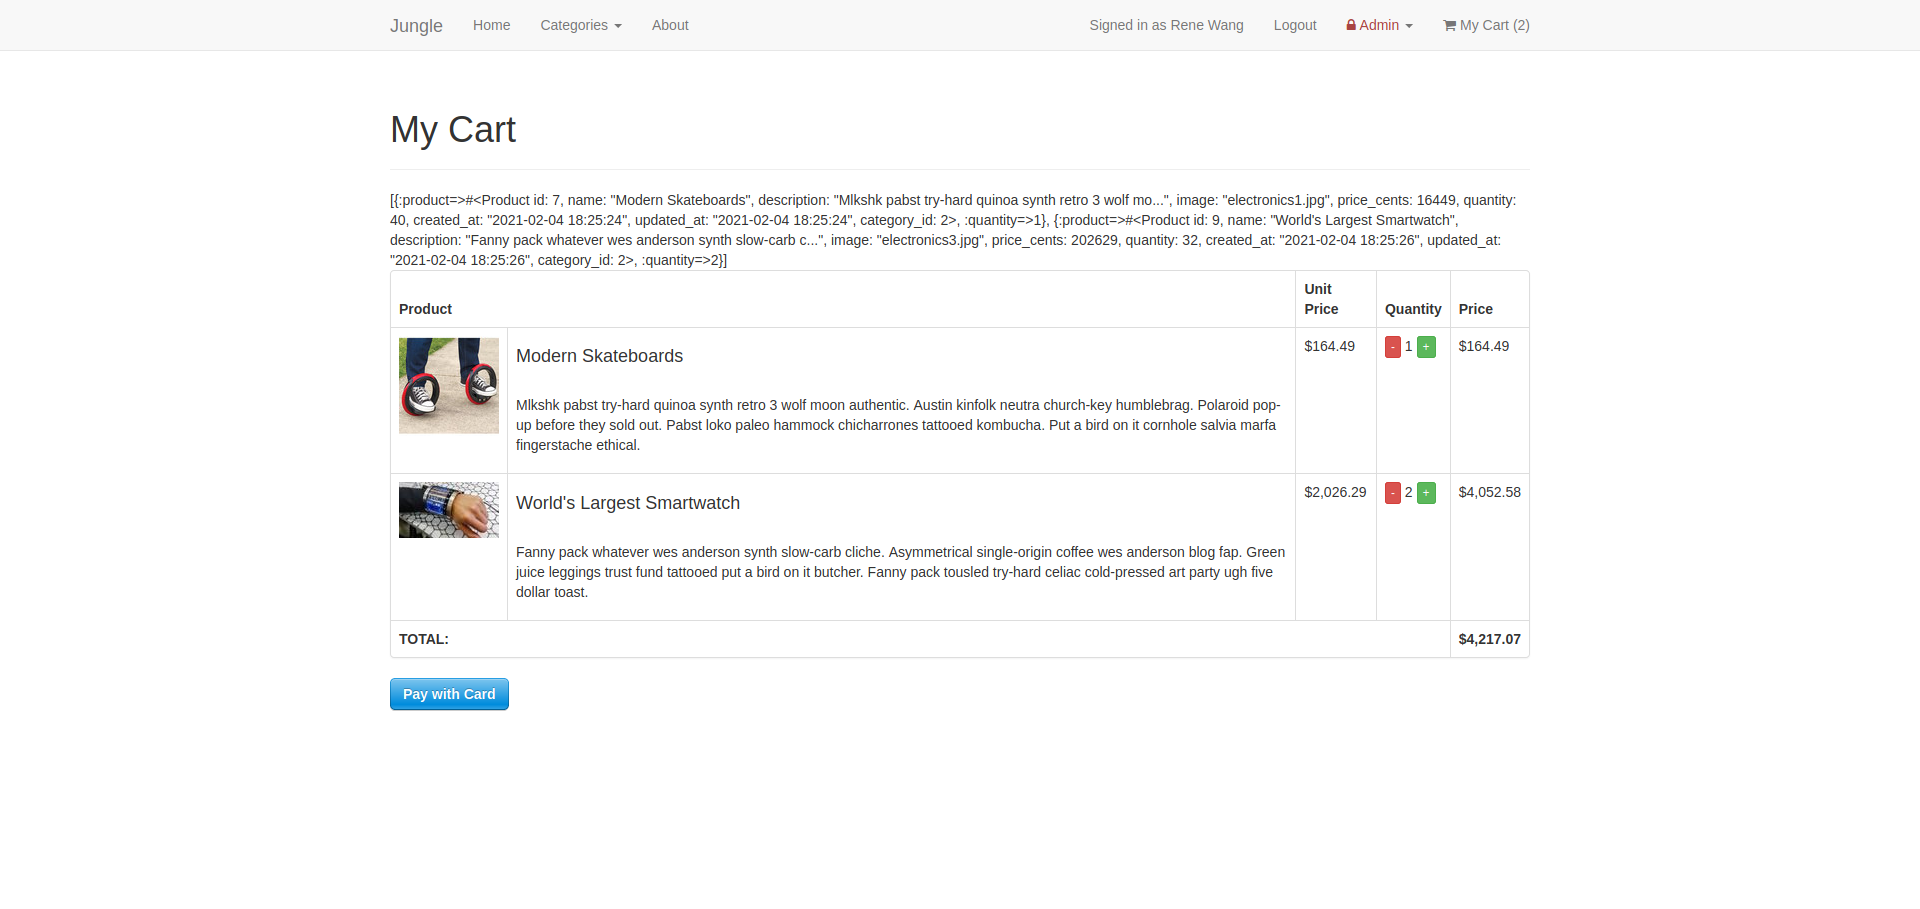 Jungle Home Categories About Signed in as Rene Wang Logout Admin My Cart (2)
My Cart
[{:product=>#<Product id: 7, name: "Modern Skateboards", description: "Mlkshk pabst try-hard quinoa synth retro 3 wolf mo...", image: "electronics1.jpg", price_cents: 16449, quantity:
40, created_at: "2021-02-04 18:25:24", updated_at: "2021-02-04 18:25:24", category_id: 2>, :quantity=>1}, {:product=>#<Product id: 9, name: "World's Largest Smartwatch",
description: "Fanny pack whatever wes anderson synth slow-carb c...", image: "electronics3.jpg", price_cents: 202629, quantity: 32, created_at: "2021-02-04 18:25:26", updated_at:
"2021-02-04 18:25:26", category_id: 2>, :quantity=>2}]
Product Unit Price Quantity Price
Modern Skateboards $164.49 - 1 + $164.49
Mlkshk pabst try-hard quinoa synth retro 3 wolf moon authentic. Austin kinfolk neutra church-key humblebrag. Polaroid pop-
up before they sold out. Pabst loko paleo hammock chicharrones tattooed kombucha. Put a bird on it cornhole salvia marfa
fingerstache ethical.
World's Largest Smartwatch $2,026.29 - 2 + $4,052.58
Fanny pack whatever wes anderson synth slow-carb cliche. Asymmetrical single-origin coffee wes anderson blog fap. Green
juice leggings trust fund tattooed put a bird on it butcher. Fanny pack tousled try-hard celiac cold-pressed art party ugh five
dollar toast.
TOTAL: $4,217.07
Pay with Card